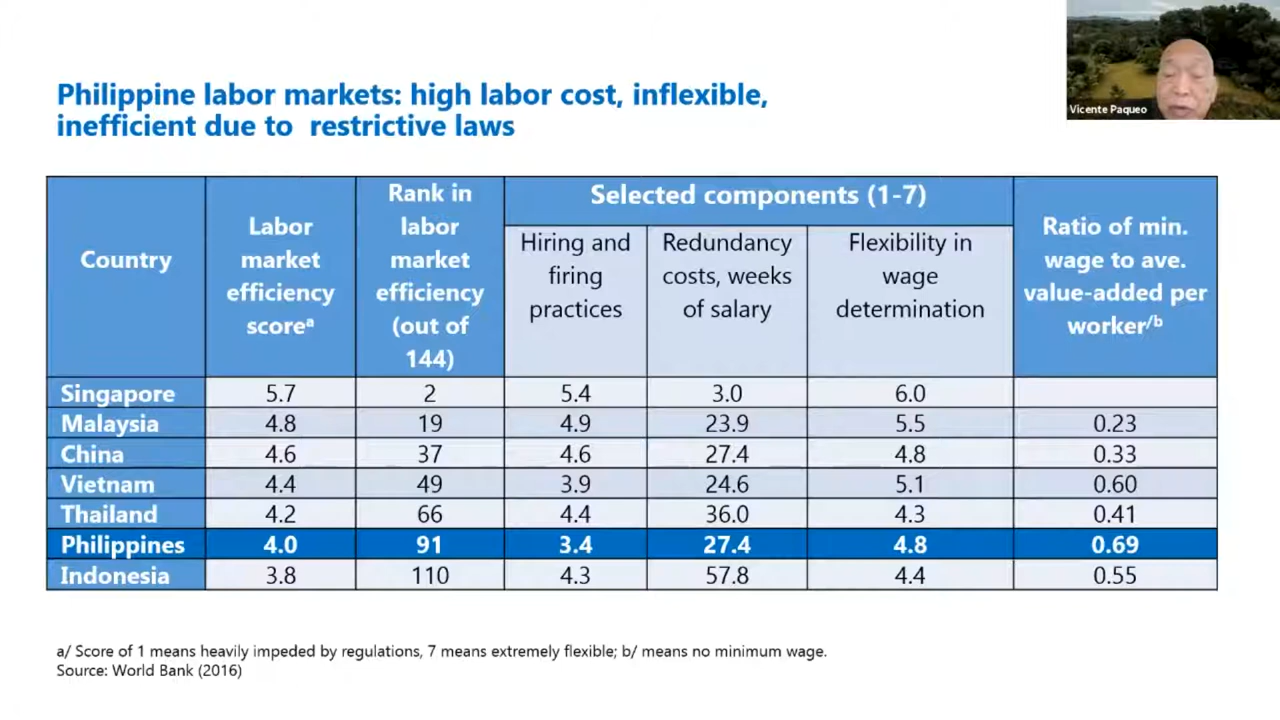 Vicente Paqueo
Philippine labor markets: high labor cost, inflexible,
inefficient due to restrictive laws
Country
Labor
market
efficiency
scoreᵃ
Rank in
labor
market
efficiency
(out of
144)
Selected components (1-7)
Hiring and
firing
practices
Redundancy
costs, weeks
of salary
Flexibility in
wage
determination
Ratio of min.
wage to ave.
value-added per
worker/ᵇ
Singapore 5.7 2 5.4 3.0 6.0
Malaysia 4.8 19 4.9 23.9 5.5 0.23
China 4.6 37 4.6 27.4 4.8 0.33
Vietnam 4.4 49 3.9 24.6 5.1 0.60
Thailand 4.2 66 4.4 36.0 4.3 0.41
Philippines 4.0 91 3.4 27.4 4.8 0.69
Indonesia 3.8 110 4.3 57.8 4.4 0.55
a/ Score of 1 means heavily impeded by regulations, 7 means extremely flexible; b/ means no minimum wage.
Source: World Bank (2016)